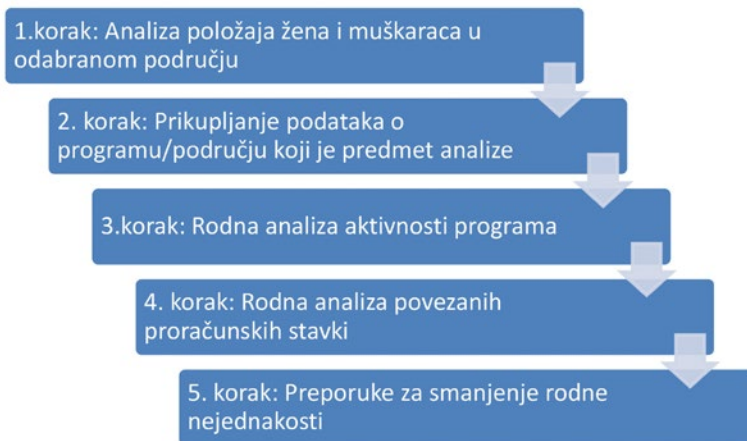 1.korak: Analiza položaja žena i muškaraca u
odabranom području
2. korak: Prikupljanje podataka o
programu/području koji je predmet analize
3.korak: Rodna analiza aktivnosti programa
4. korak: Rodna analiza povezanih
proračunskih stavki
5. korak: Preporuke za smanjenje rodne
nejednakosti